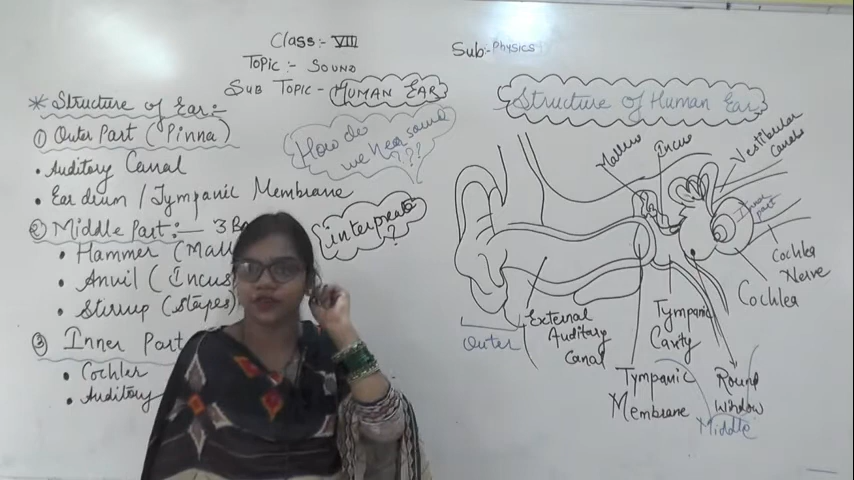 Class:- VIII
Sub:- Physics
Topic:- Sound
Sub Topic - Human Ear
* Structure of Ear:-
① Outer Part (Pinna)
• Auditory Canal
• Ear drum / Tympanic Membrane
② Middle Part:- 3
• Hammer (
• Anvil (Incus
• Stirrup (stapes)
③ Inner Part
• Cochlea
• Auditory
How do
we hear sound
???
interpreate
?
Structure of Human Ear
Malleus
Incus
Vestibular
Canals
Inner
part
Cochlea
Nerve
Cochlea
Outer
External
Auditory
Canal
Tympanic
Cavity
Tympanic
Membrane
Round
Window
Middle